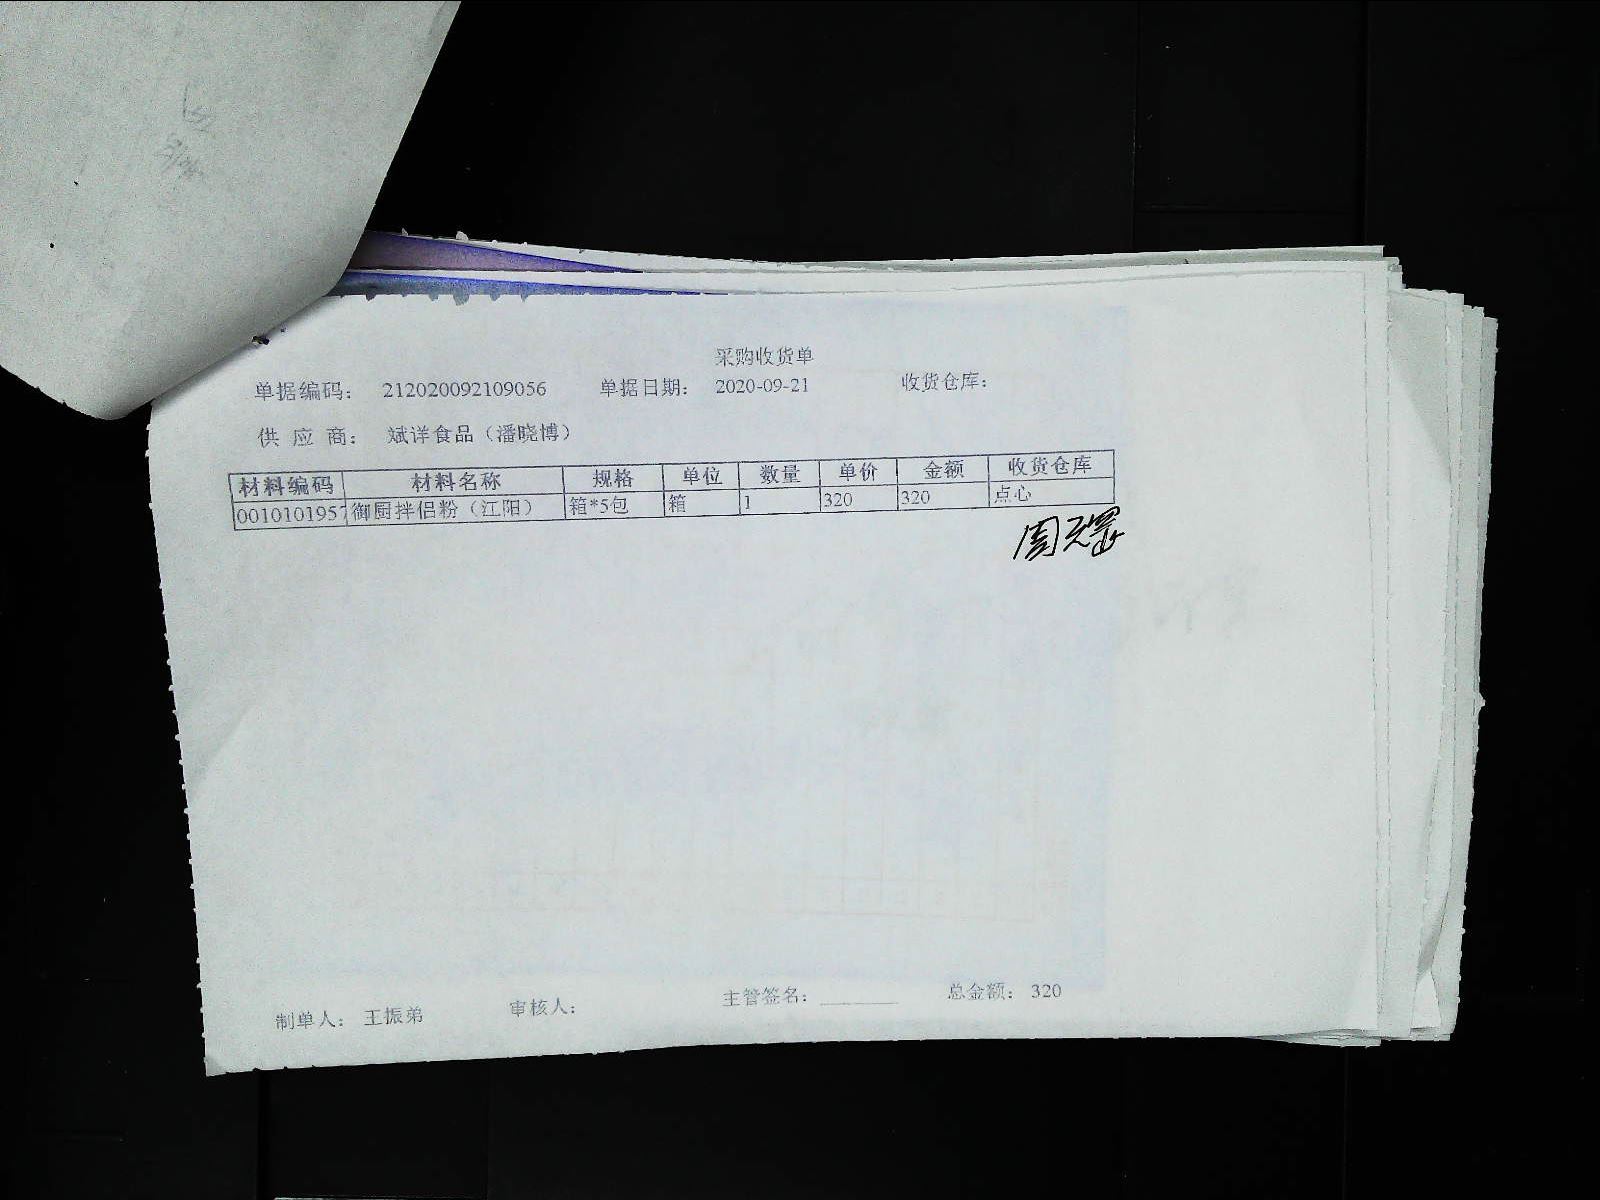 采购收货单
单据编码： 212020092109056 单据日期： 2020-09-21 收货仓库：
供 应 商： 斌洋食品（潘晓博）
材料编码 材料名称 规格 单位 数量 单价 金额 收货仓库
0010101957 御厨拌侣粉（江阳） 箱*5包 箱 1 320 320 点心
制单人： 王振弟 审核人： 主管签名： ________ 总金额： 320